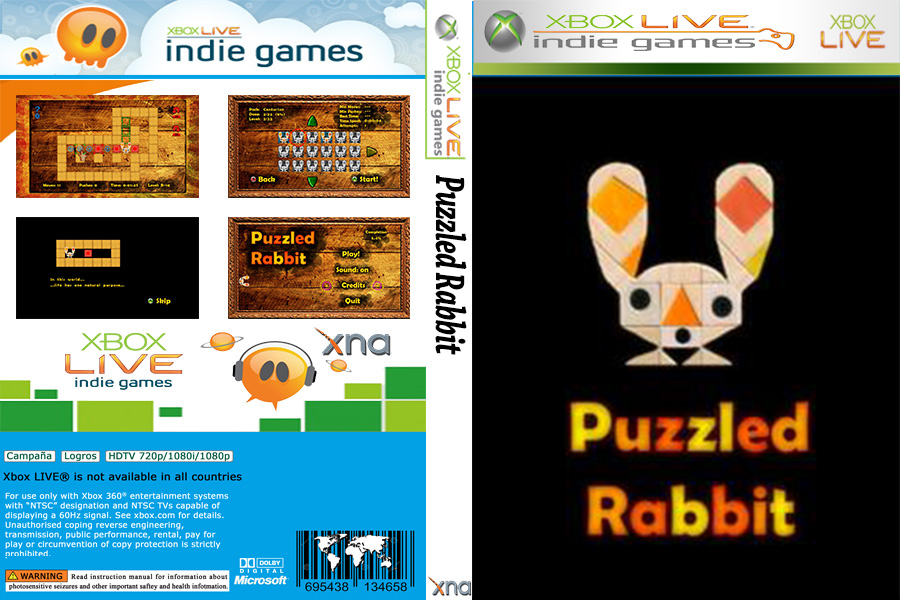 XBOX LIVE
indie games
Back
Start!
Puzzled
Rabbit
Play!
Sound: on
Credits
Quit
In this world...
...life has one natural purpose...
Skip
XBOX
LIVE
indie games
xna
Campaña
Logros
HDTV 720p/1080i/1080p
Xbox LIVE® is not available in all countries
For use only with Xbox 360® entertainment systems
with “NTSC” designation and NTSC TVs capable of
displaying a 60Hz signal. See xbox.com for details.
Unauthorised coping reverse engineering,
transmission, public performance, rental, pay for
play or circumvention of copy protection is strictly
prohibited.
WARNING Read instruction manual for information about
photosensitive seizures and other important saftey and health infotmation.
DOLBY
DIGITAL
Microsoft®
695438 134658
XBOX LIVE
indie games
Puzzled Rabbit
xna
XBOX LIVE
indie games
XBOX
LIVE
Puzzled
Rabbit